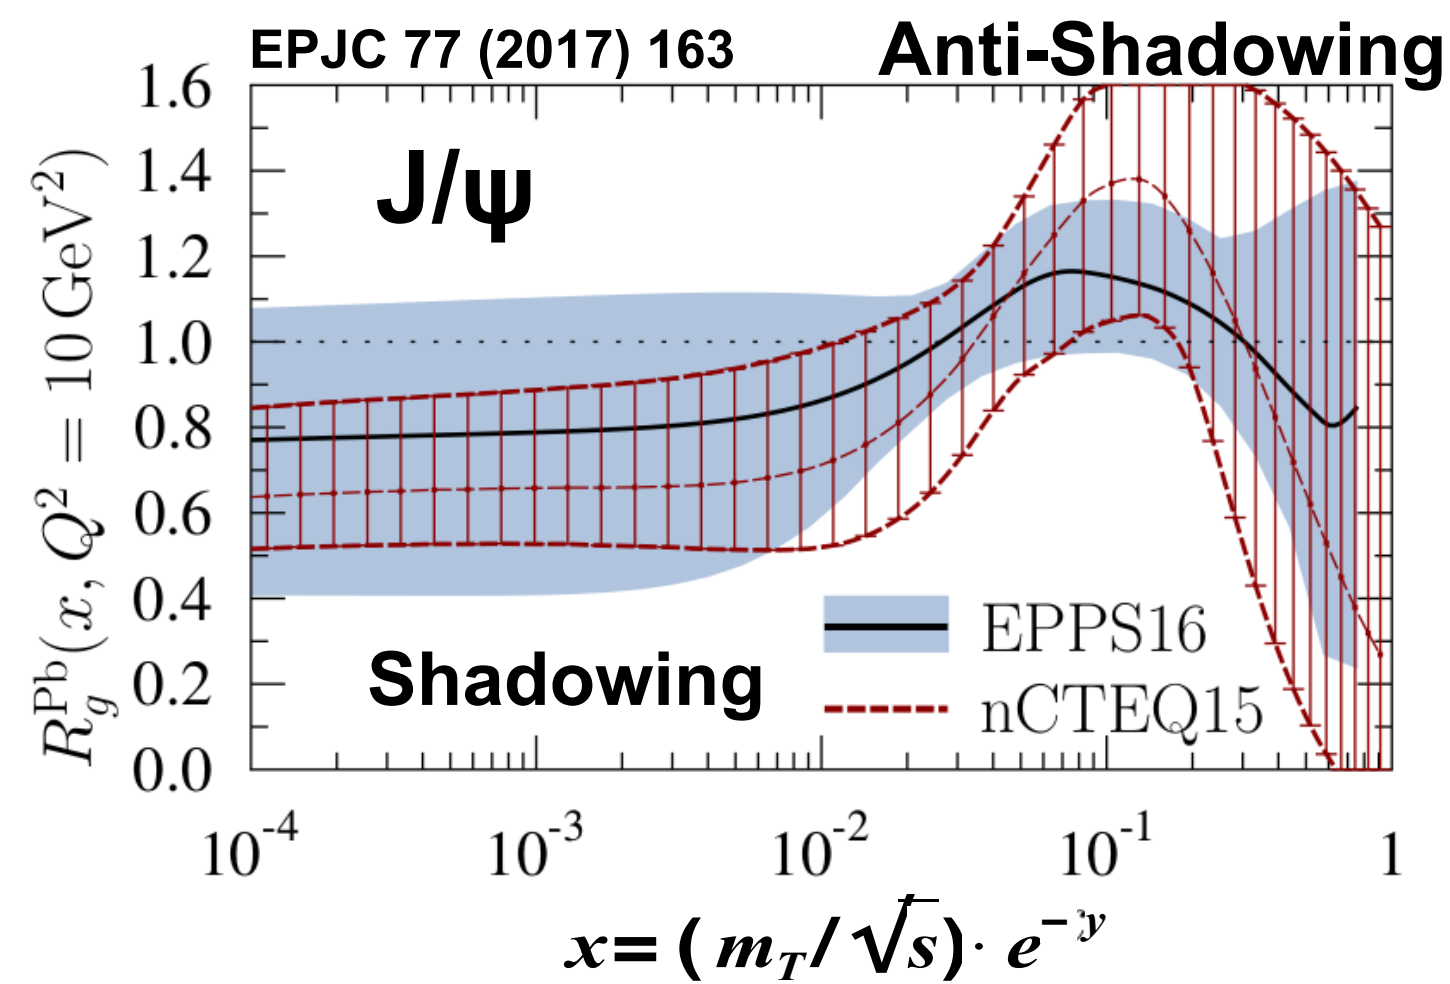 EPJC 77 (2017) 163
Anti-Shadowing
J/ψ
Shadowing
EPPS16
nCTEQ15
R_g^Pb(x, Q^2 = 10 GeV^2)
1.6
1.4
1.2
1.0
0.8
0.6
0.4
0.2
0.0
10^-4 10^-3 10^-2 10^-1 1
x=(m_T/√s)· e^-y